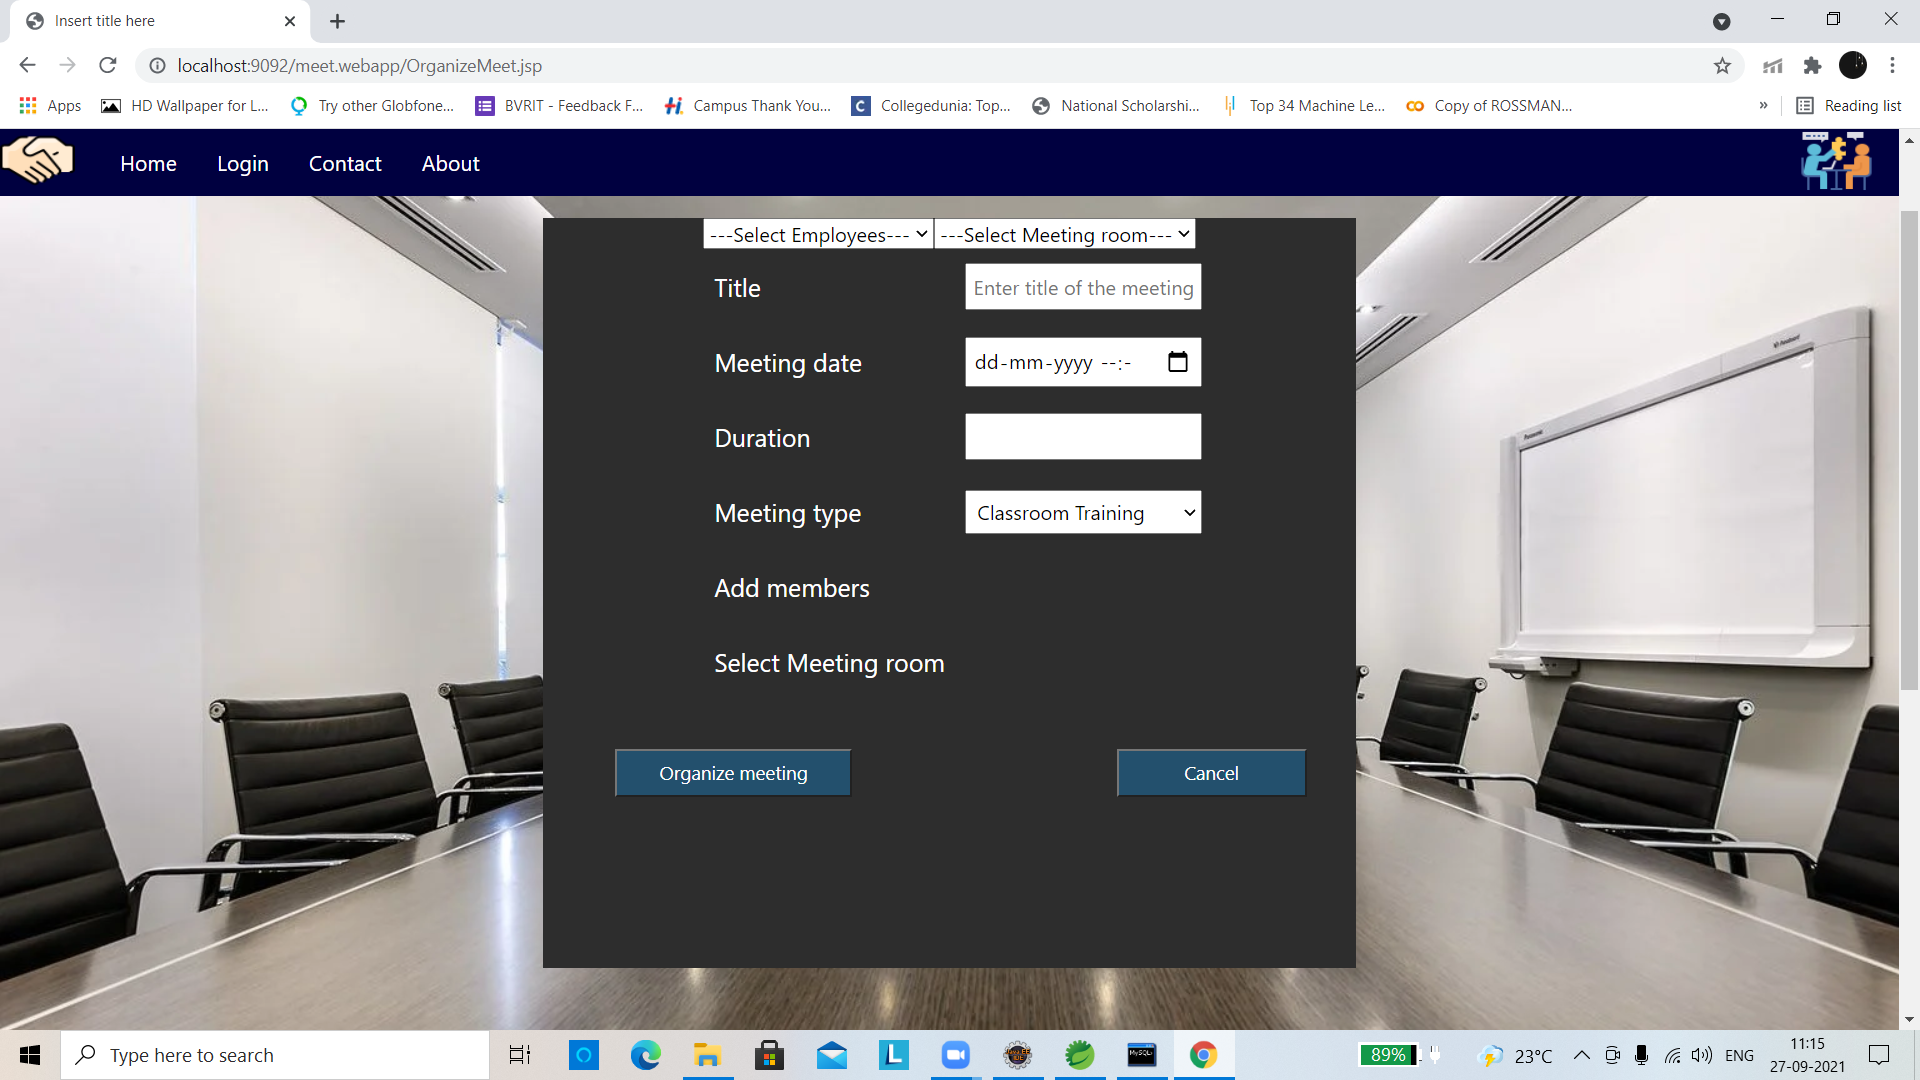 Insert title here
localhost:9092/meet.webapp/OrganizeMeet.jsp
Apps HD Wallpaper for L... Try other Globfone... BVRIT - Feedback F... Campus Thank You... Collegedunia: Top... National Scholarshi... Top 34 Machine Le... Copy of ROSSMAN... » Reading list
Home Login Contact About
---Select Employees--- ---Select Meeting room---
Title Enter title of the meeting
Meeting date dd-mm-yyyy --:-
Duration
Meeting type Classroom Training
Add members
Select Meeting room
Organize meeting Cancel
Type here to search
89% 23°C ENG
11:15
27-09-2021